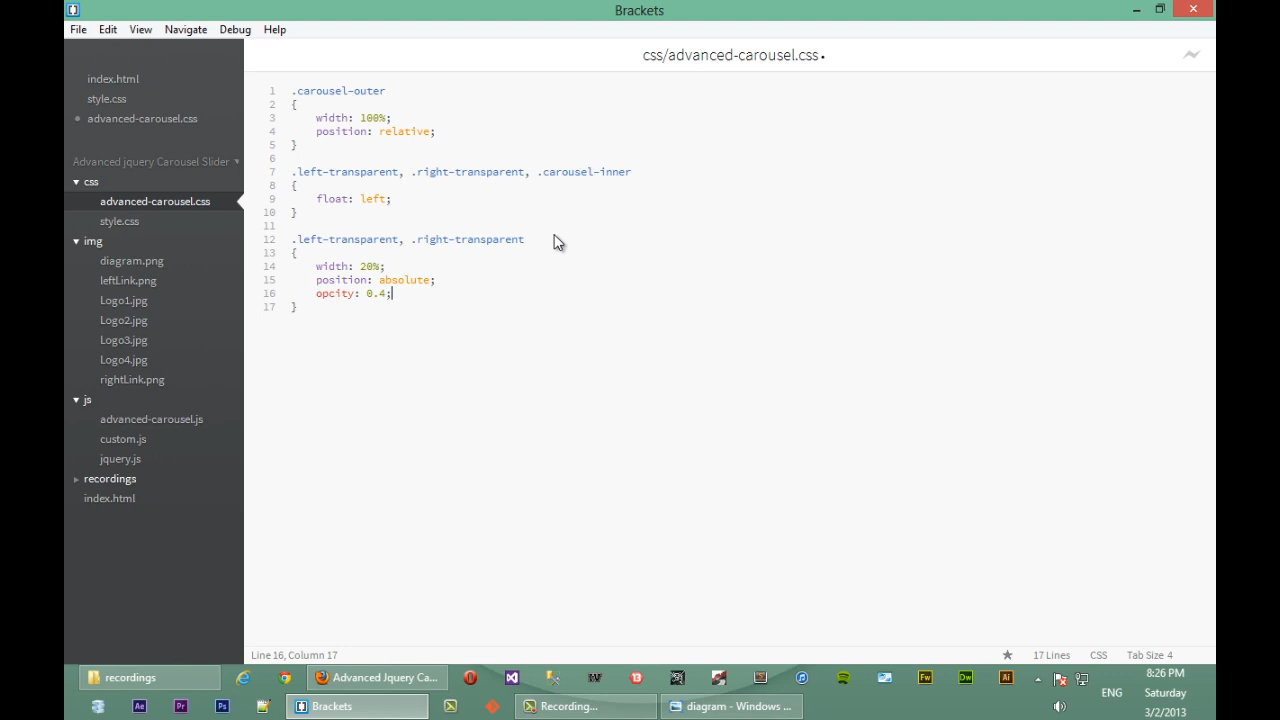 Brackets
File Edit View Navigate Debug Help
css/advanced-carousel.css •
index.html
style.css
advanced-carousel.css
Advanced jquery Carousel Slider
css
advanced-carousel.css
style.css
img
diagram.png
leftLink.png
Logo1.jpg
Logo2.jpg
Logo3.jpg
Logo4.jpg
rightLink.png
js
advanced-carousel.js
custom.js
jquery.js
recordings
index.html
1 .carousel-outer
2 {
3 width: 100%;
4 position: relative;
5 }
6
7 .left-transparent, .right-transparent, .carousel-inner
8 {
9 float: left;
10 }
11
12 .left-transparent, .right-transparent
13 {
14 width: 20%;
15 position: absolute;
16 opcity: 0.4;
17 }
Line 16, Column 17
17 Lines CSS Tab Size 4
recordings
Advanced Jquery Ca...
Fw Dw Ai
8:26 PM
Ae Pr Ps
Brackets
Recording...
diagram - Windows ...
ENG
Saturday
3/2/2013